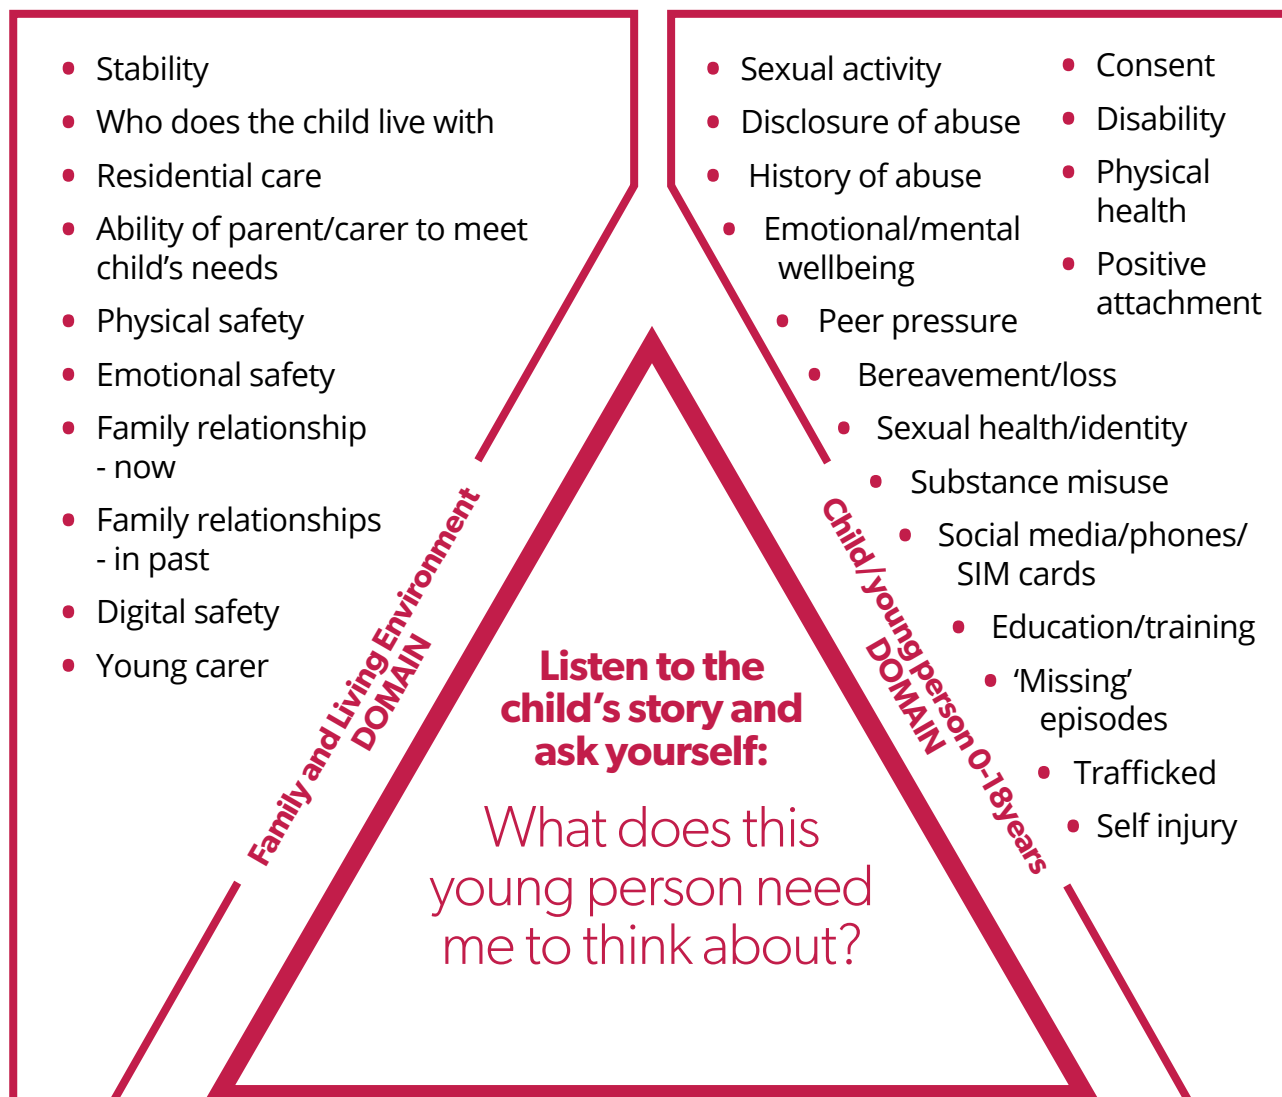 • Stability
• Who does the child live with
• Residential care
• Ability of parent/carer to meet
child’s needs
• Physical safety
• Emotional safety
• Family relationship
- now
• Family relationships
- in past
• Digital safety
• Young carer
Family and Living Environment
DOMAIN
• Sexual activity
• Disclosure of abuse
• History of abuse
• Emotional/mental
wellbeing
• Peer pressure
• Bereavement/loss
• Sexual health/identity
• Substance misuse
• Social media/phones/
SIM cards
• Education/training
• ‘Missing’
episodes
• Trafficked
• Self injury
• Consent
• Disability
• Physical
health
• Positive
attachment
Child/young person 0-18years
DOMAIN
Listen to the
child’s story and
ask yourself:
What does this
young person need
me to think about?